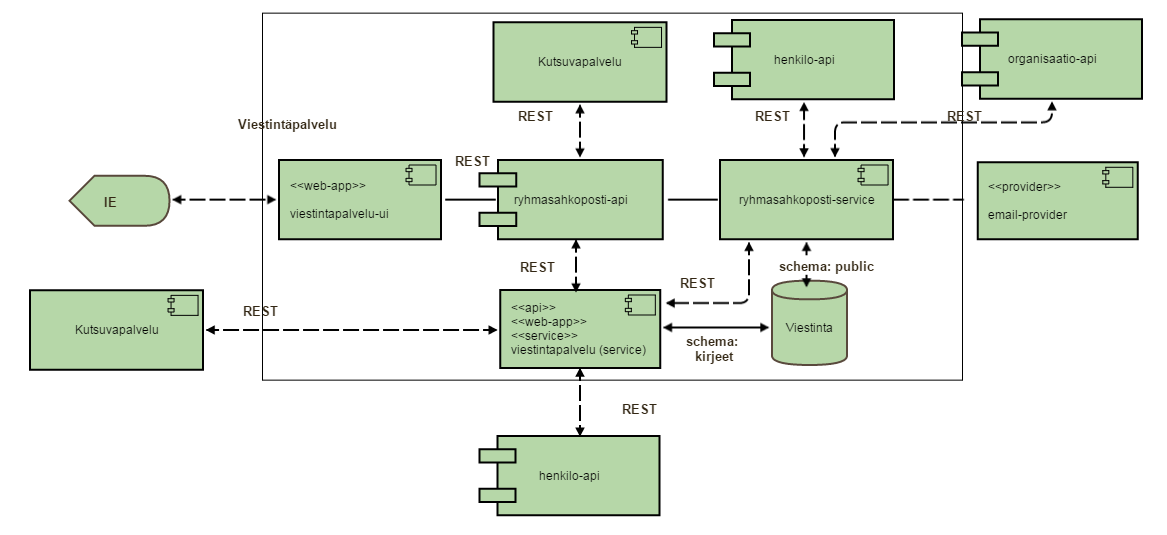 Kutsuvapalvelu
henkilo-api
organisaatio-api
REST
REST
REST
Viestintäpalvelu
REST
IE
<<web-app>>
viestintapalvelu-ui
ryhmasahkoposti-api
ryhmasahkoposti-service
<<provider>>
email-provider
REST
REST
schema: public
Kutsuvapalvelu
REST
<<api>>
<<web-app>>
<<service>>
viestintapalvelu (service)
schema:
kirjeet
Viestinta
REST
henkilo-api